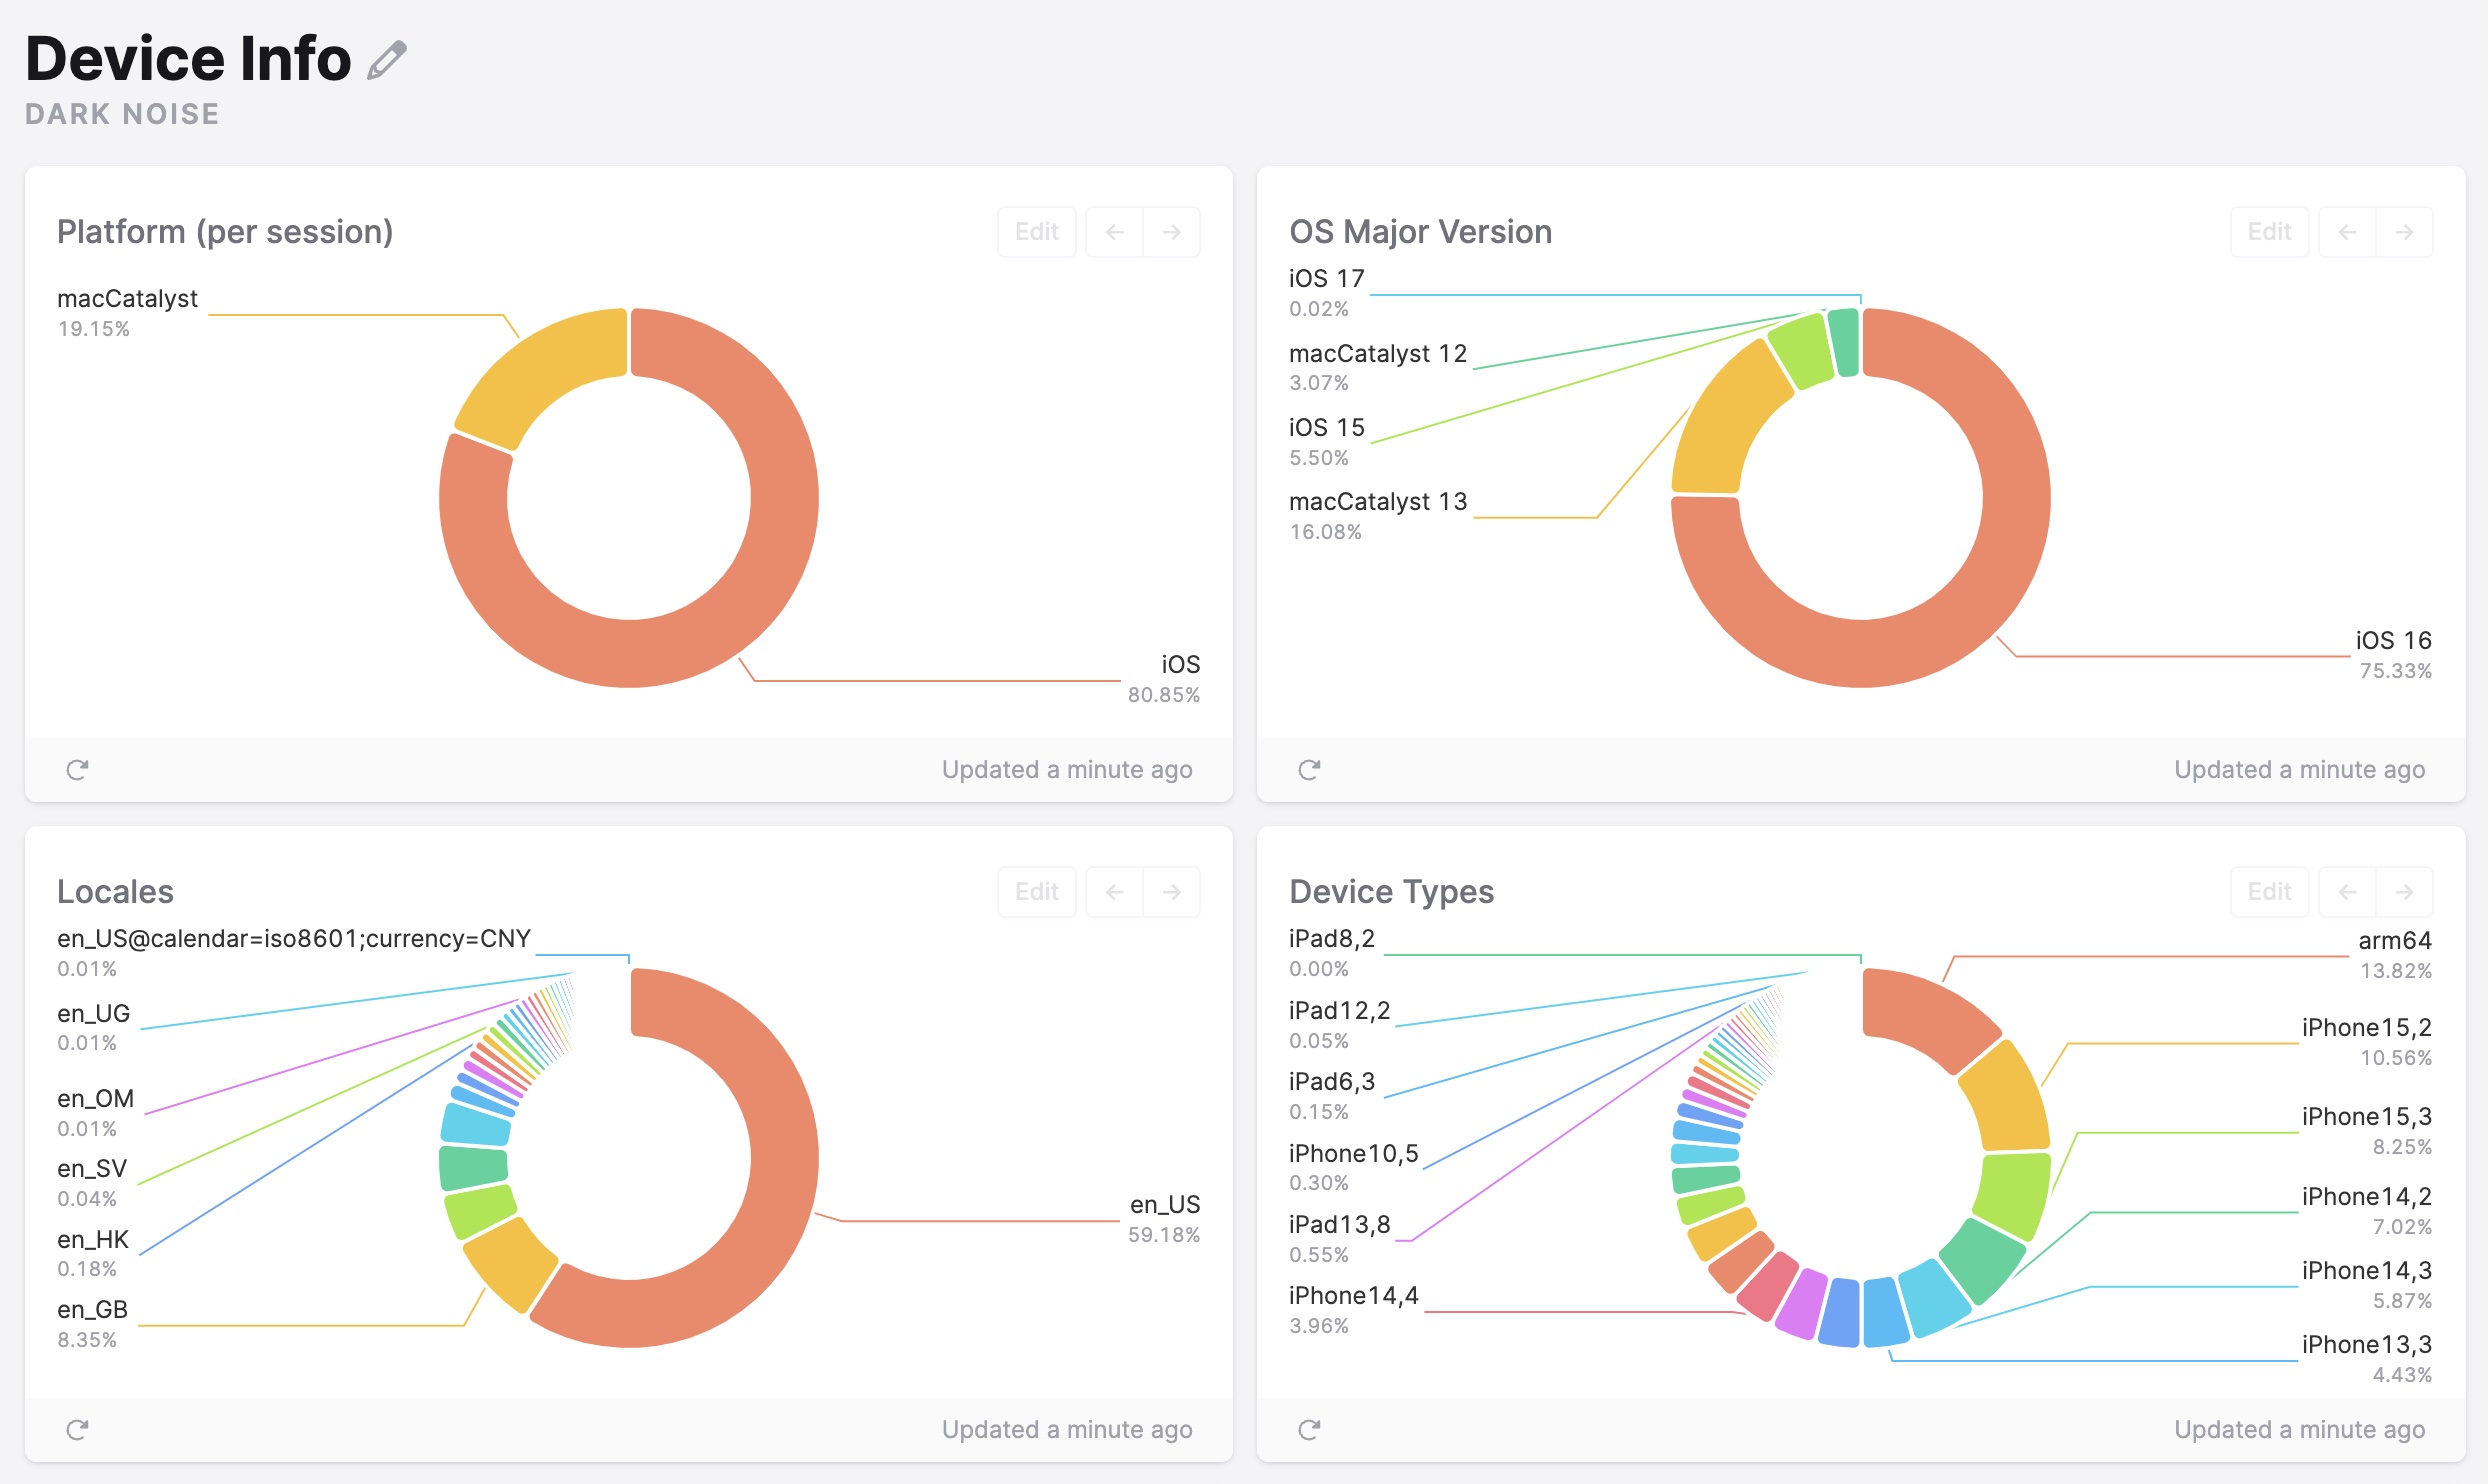 Device Info
DARK NOISE
Platform (per session)
Edit
macCatalyst
19.15%
iOS
80.85%
Updated a minute ago
OS Major Version
Edit
iOS 17
0.02%
macCatalyst 12
3.07%
iOS 15
5.50%
macCatalyst 13
16.08%
iOS 16
75.33%
Updated a minute ago
Locales
Edit
en_US@calendar=iso8601;currency=CNY
0.01%
en_UG
0.01%
en_OM
0.01%
en_SV
0.04%
en_HK
0.18%
en_GB
8.35%
en_US
59.18%
Updated a minute ago
Device Types
Edit
iPad8,2
0.00%
iPad12,2
0.05%
iPad6,3
0.15%
iPhone10,5
0.30%
iPad13,8
0.55%
iPhone14,4
3.96%
arm64
13.82%
iPhone15,2
10.56%
iPhone15,3
8.25%
iPhone14,2
7.02%
iPhone14,3
5.87%
iPhone13,3
4.43%
Updated a minute ago